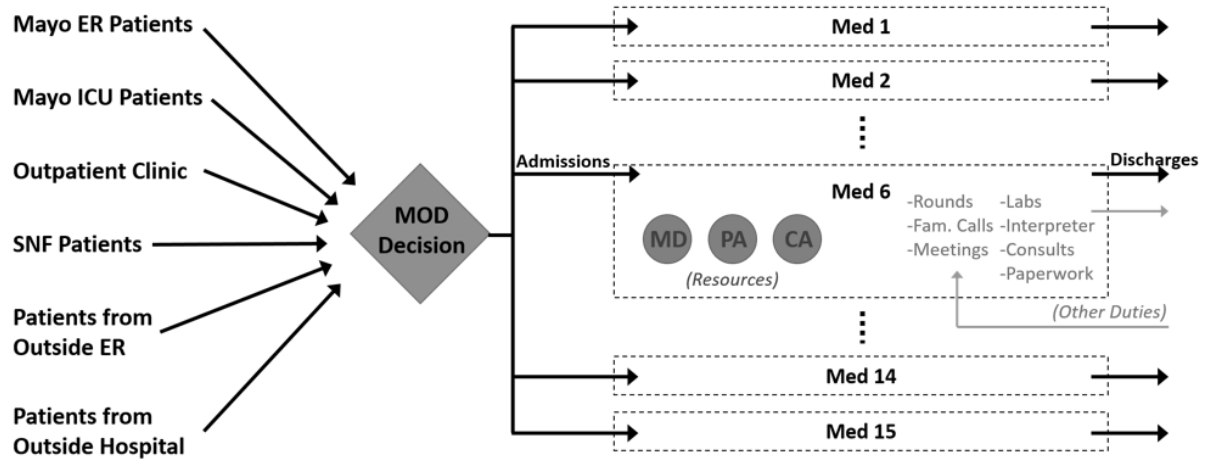 Mayo ER Patients
Mayo ICU Patients
Outpatient Clinic
SNF Patients
Patients from
Outside ER
Patients from
Outside Hospital
MOD
Decision
Admissions
Med 1
Med 2
Med 6
MD PA CA
(Resources)
-Rounds -Labs
-Fam. Calls -Interpreter
-Meetings -Consults
-Paperwork
(Other Duties)
Discharges
Med 14
Med 15